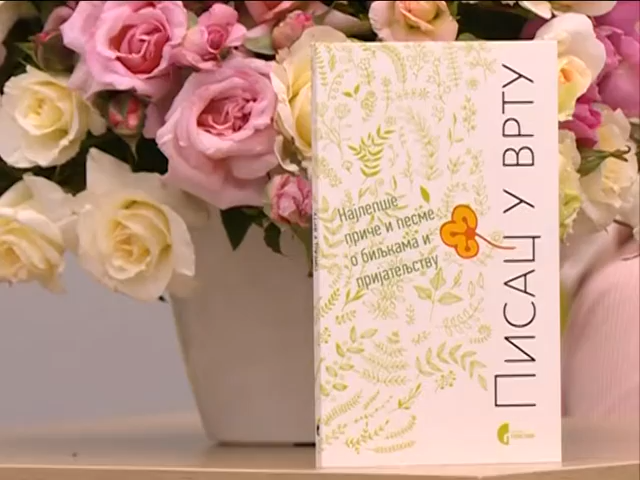 Најлепше
приче и песме
о биљкама и
пријатељству
Писац у врту